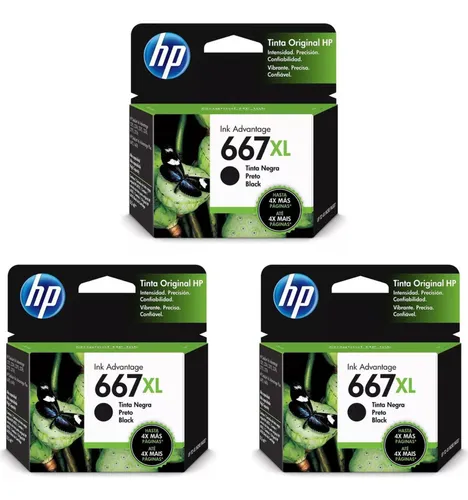 hp
Tinta Original HP
Intensidad. Precisión.
Confiabilidad.
Vibrante. Preciso.
Confiável.
Ink Advantage
667XL
Tinta Negra
Preto
Black
HASTA
4X MÁS
PÁGINAS*
ATÉ
4X MAIS
PÁGINAS*
hp
Tinta Original HP
Intensidad. Precisión.
Confiabilidad.
Vibrante. Preciso.
Confiável.
Ink Advantage
667XL
Tinta Negra
Preto
Black
HASTA
4X MÁS
PÁGINAS*
ATÉ
4X MAIS
PÁGINAS*
hp
Tinta Original HP
Intensidad. Precisión.
Confiabilidad.
Vibrante. Preciso.
Confiável.
Ink Advantage
667XL
Tinta Negra
Preto
Black
HASTA
4X MÁS
PÁGINAS*
ATÉ
4X MAIS
PÁGINAS*